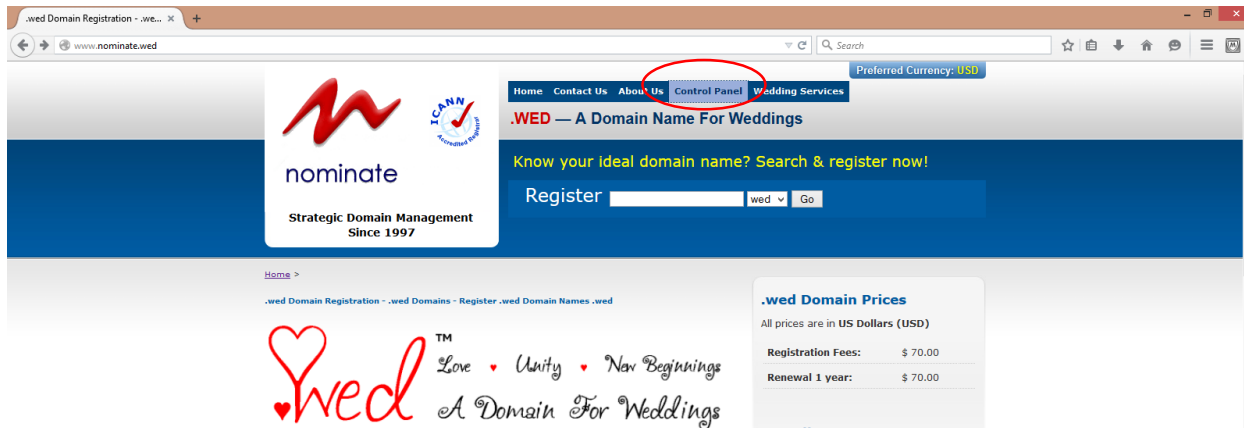 .wed Domain Registration - .we...
www.nominate.wed
Search
Preferred Currency: USD
Home Contact Us About Us Control Panel Wedding Services
.WED — A Domain Name For Weddings
ICANN
Accredited Registrar
nominate
Strategic Domain Management
Since 1997
Know your ideal domain name? Search & register now!
Register wed Go
Home >
.wed Domain Registration - .wed Domains - Register .wed Domain Names .wed
.wed TM
Love ♥ Unity ♥ New Beginnings
A Domain For Weddings
.wed Domain Prices
All prices are in US Dollars (USD)
Registration Fees: $ 70.00
Renewal 1 year: $ 70.00